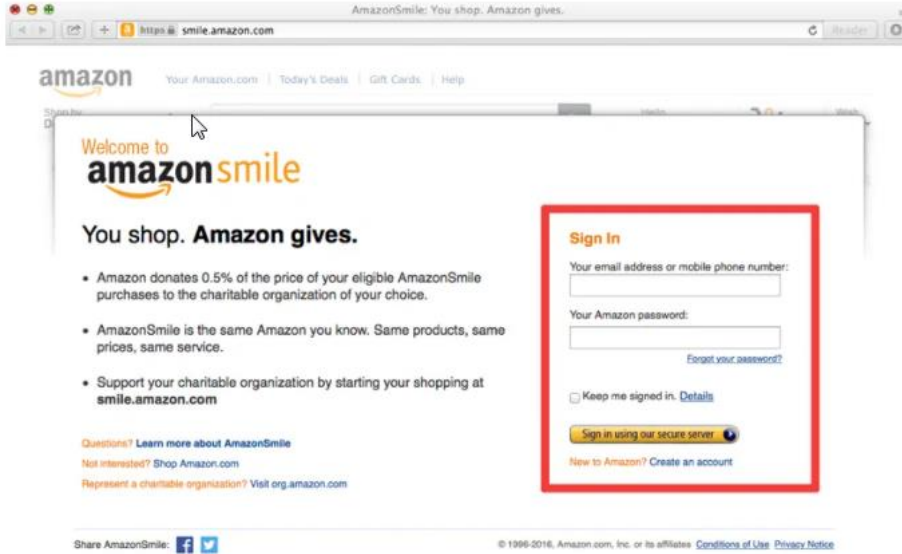 AmazonSmile: You shop. Amazon gives.
https smile.amazon.com
Reader
amazon
Your Amazon.com | Today's Deals | Gift Cards | Help
Shop by
Hello
Wish
Welcome to
amazonsmile
You shop. Amazon gives.
• Amazon donates 0.5% of the price of your eligible AmazonSmile
purchases to the charitable organization of your choice.
• AmazonSmile is the same Amazon you know. Same products, same
prices, same service.
• Support your charitable organization by starting your shopping at
smile.amazon.com
Questions? Learn more about AmazonSmile
Not interested? Shop Amazon.com
Represent a charitable organization? Visit org.amazon.com
Sign In
Your email address or mobile phone number:
Your Amazon password:
Forgot your password?
Keep me signed in. Details
Sign in using our secure server
New to Amazon? Create an account
Share AmazonSmile:
© 1996-2016, Amazon.com, Inc. or its affiliates Conditions of Use Privacy Notice